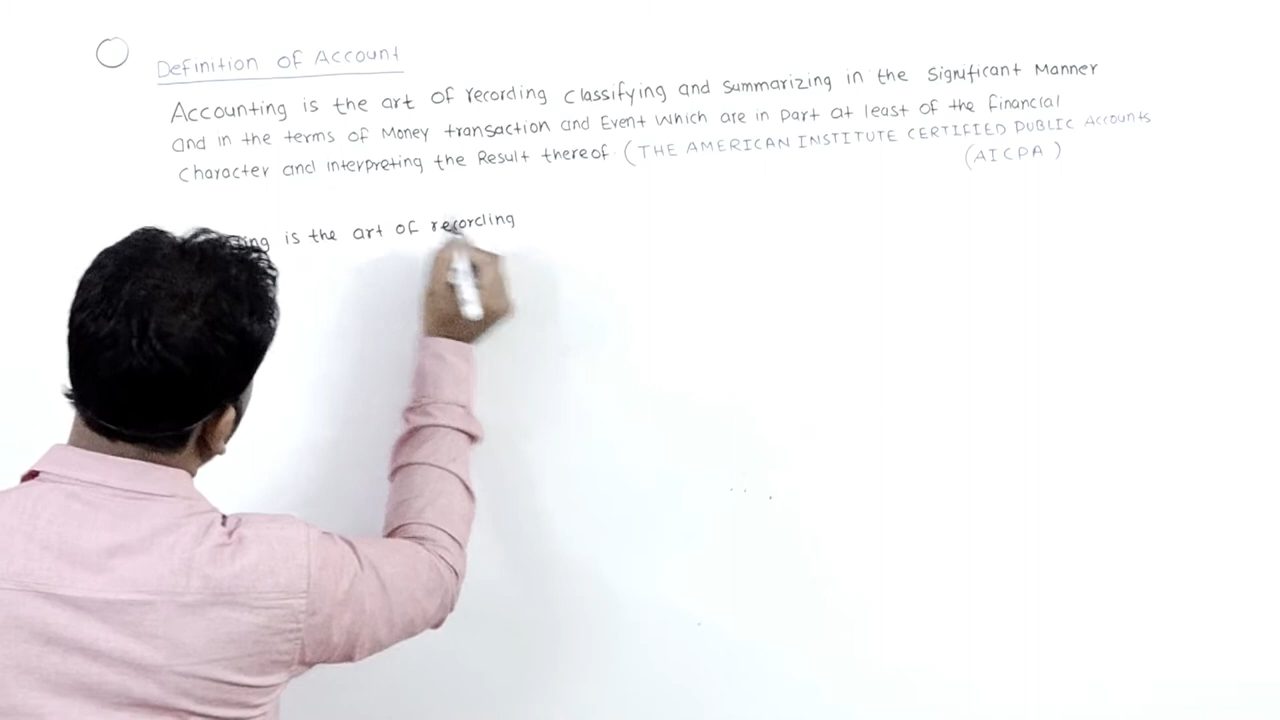 Definition of Account
Accounting is the art of recording classifying and summarizing in the significant Manner
and in the terms of Money transaction and Event Which are in Part at least of the financial
Character and interpreting the Result thereof (THE AMERICAN INSTITUTE CERTIFIED PUBLIC Accounts
(AICPA)
is the art of recording